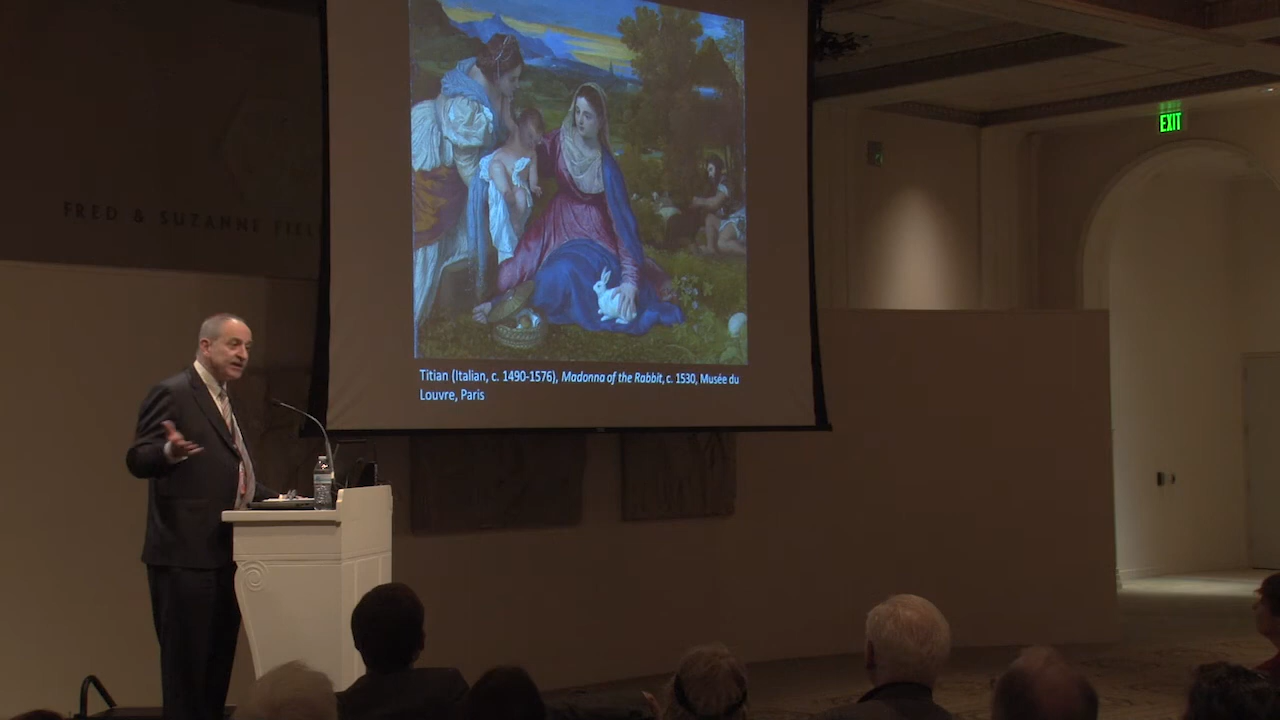 EXIT
FRED & SUZANNE
Titian (Italian, c. 1490-1576), Madonna of the Rabbit, c. 1530, Musée du
Louvre, Paris